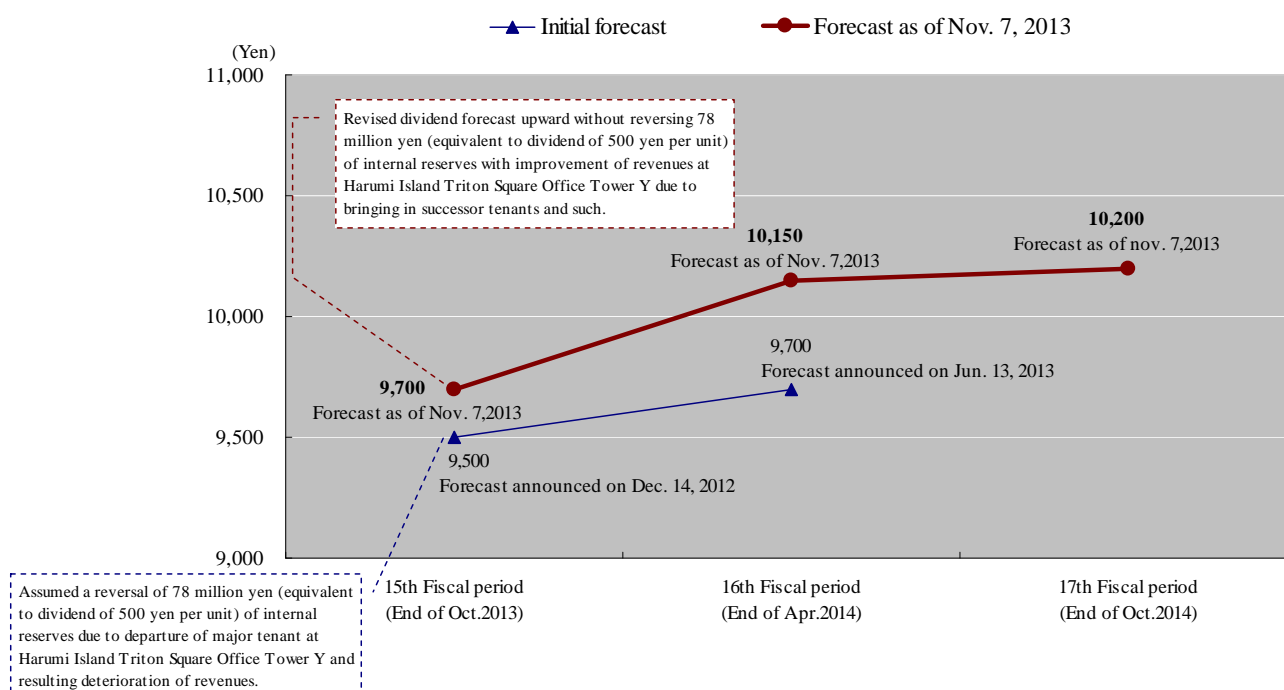 Initial forecast
Forecast as of Nov. 7, 2013
(Yen)
11,000
10,500
10,000
9,500
9,000
Revised dividend forecast upward without reversing 78
million yen (equivalent to dividend of 500 yen per unit)
of internal reserves with improvement of revenues at
Harumi Island Triton Square Office Tower Y due to
bringing in successor tenants and such.
10,150
Forecast as of Nov. 7,2013
10,200
Forecast as of nov. 7,2013
9,700
Forecast as of Nov. 7,2013
9,700
Forecast announced on Jun. 13, 2013
9,500
Forecast announced on Dec. 14, 2012
15th Fiscal period
(End of Oct.2013)
16th Fiscal period
(End of Apr.2014)
17th Fiscal period
(End of Oct.2014)
Assumed a reversal of 78 million yen (equivalent
to dividend of 500 yen per unit) of internal
reserves due to departure of major tenant at
Harumi Island Triton Square Office Tower Y and
resulting deterioration of revenues.